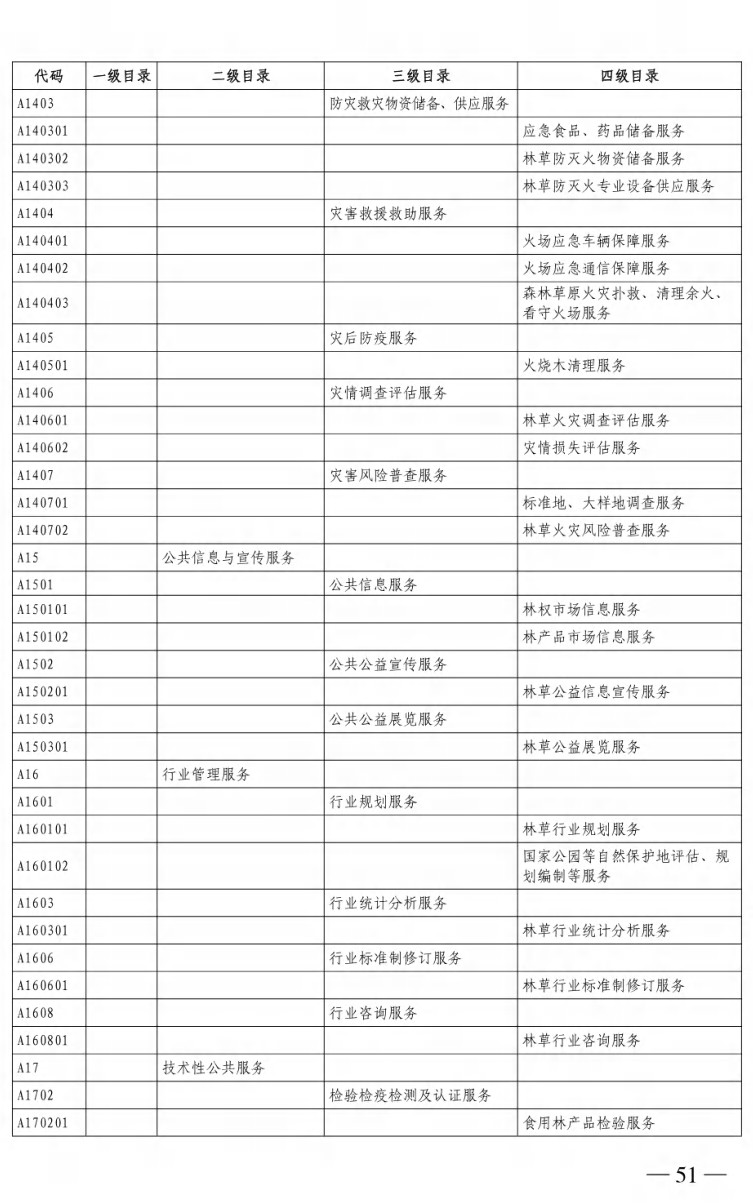 代码 一级目录 二级目录 三级目录 四级目录
A1403 防灾救灾物资储备、供应服务
A140301 应急食品、药品储备服务
A140302 林草防灭火物资储备服务
A140303 林草防灭火专业设备供应服务
A1404 灾害救援救助服务
A140401 火场应急车辆保障服务
A140402 火场应急通信保障服务
A140403 森林草原火灾扑救、清理余火、
看守火场服务
A1405 灾后防疫服务
A140501 火烧木清理服务
A1406 灾情调查评估服务
A140601 林草火灾调查评估服务
A140602 灾情损失评估服务
A1407 灾害风险普查服务
A140701 标准地、大样地调查服务
A140702 林草火灾风险普查服务
A15 公共信息与宣传服务
A1501 公共信息服务
A150101 林权市场信息服务
A150102 林产品市场信息服务
A1502 公共公益宣传服务
A150201 林草公益信息宣传服务
A1503 公共公益展览服务
A150301 林草公益展览服务
A16 行业管理服务
A1601 行业规划服务
A160101 林草行业规划服务
A160102 国家公园等自然保护地评估、规
划编制等服务
A1603 行业统计分析服务
A160301 林草行业统计分析服务
A1606 行业标准制修订服务
A160601 林草行业标准制修订服务
A1608 行业咨询服务
A160801 林草行业咨询服务
A17 技术性公共服务
A1702 检验检疫检测及认证服务
A170201 食用林产品检验服务
— 51 —